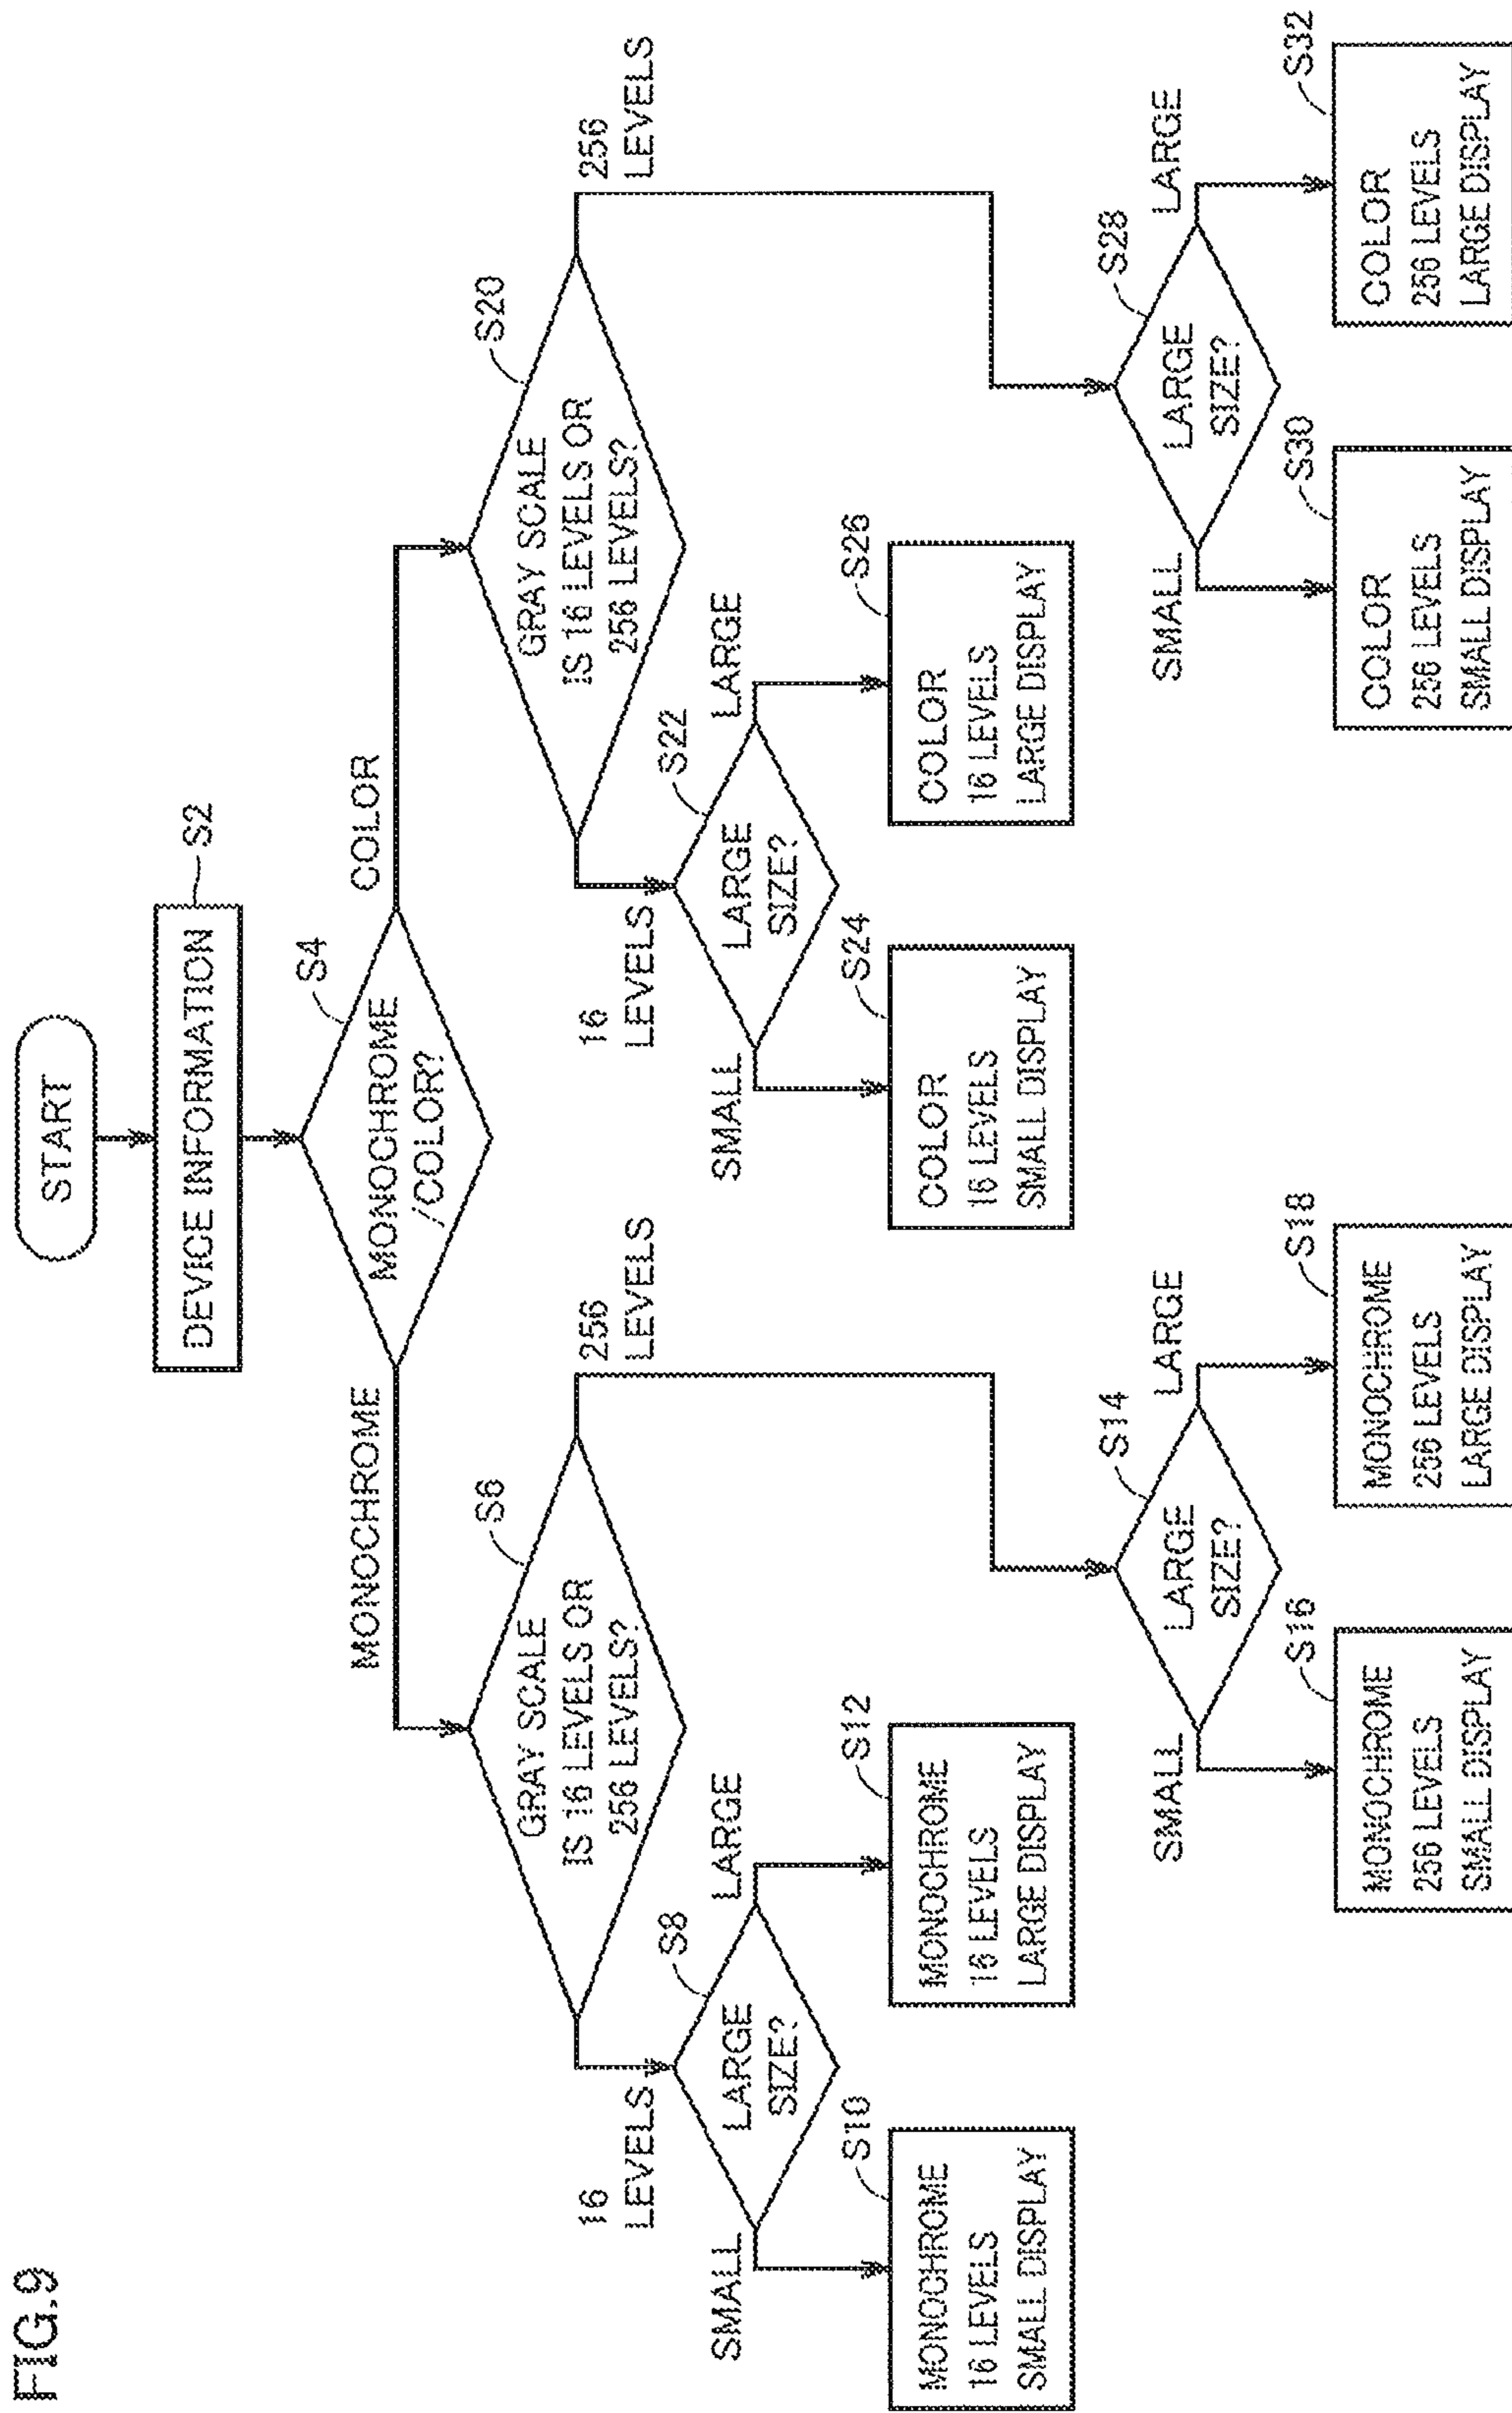 FIG.9
START
DEVICE INFORMATION
S2
MONOCHROME
/COLOR?
S4
MONOCHROME
COLOR
GRAY SCALE
IS 16 LEVELS OR
256 LEVELS?
S6
16
LEVELS
256
LEVELS
LARGE
SIZE?
S8
SMALL
LARGE
MONOCHROME
16 LEVELS
SMALL DISPLAY
S10
MONOCHROME
16 LEVELS
LARGE DISPLAY
S12
LARGE
SIZE?
S14
SMALL
LARGE
MONOCHROME
256 LEVELS
SMALL DISPLAY
S16
MONOCHROME
256 LEVELS
LARGE DISPLAY
S18
GRAY SCALE
IS 16 LEVELS OR
256 LEVELS?
S20
16
LEVELS
256
LEVELS
LARGE
SIZE?
S22
SMALL
LARGE
COLOR
16 LEVELS
SMALL DISPLAY
S24
COLOR
16 LEVELS
LARGE DISPLAY
S26
LARGE
SIZE?
S28
SMALL
LARGE
COLOR
256 LEVELS
SMALL DISPLAY
S30
COLOR
256 LEVELS
LARGE DISPLAY
S32